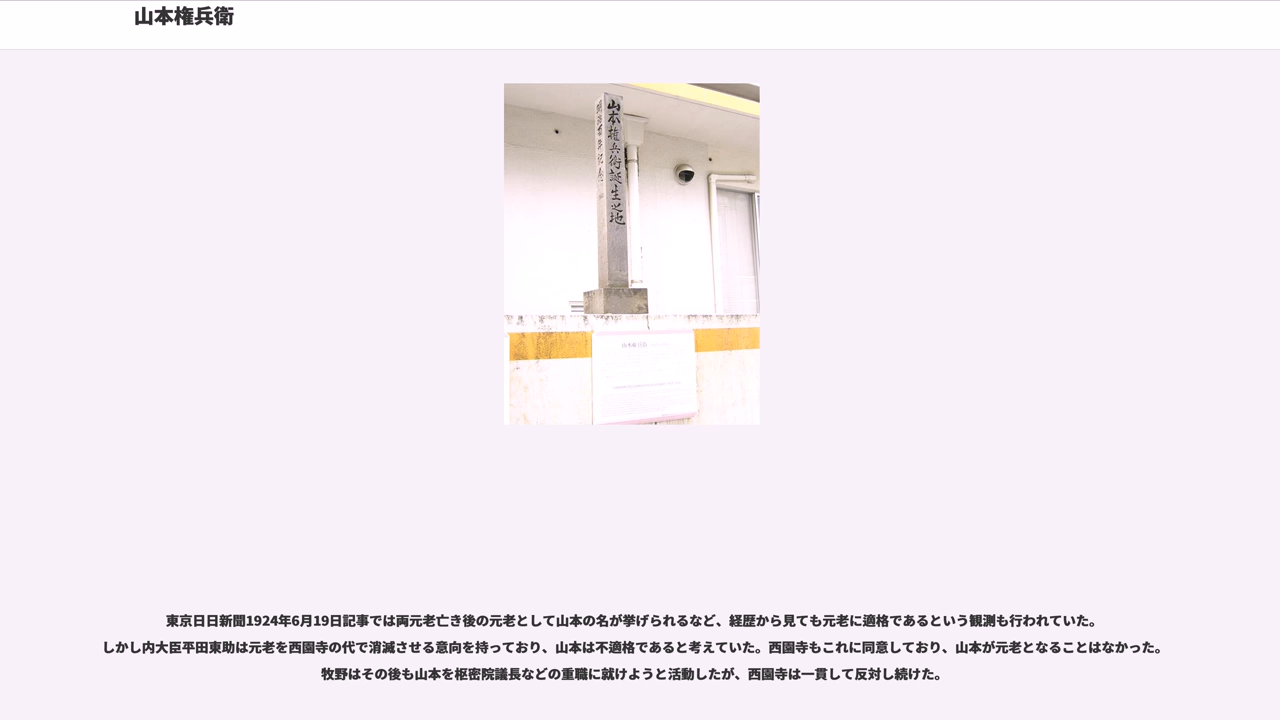 山本権兵衛
山本権兵衛誕生之地
山本権兵衛
東京日日新聞1924年6月19日記事では両元老亡き後の元老として山本の名が挙げられるなど、経歴から見ても元老に適格であるという観測も行われていた。
しかし内大臣平田東助は元老を西園寺の代で消滅させる意向を持っており、山本は不適格であると考えていた。西園寺もこれに同意しており、山本が元老となることはなかった。
牧野はその後も山本を枢密院議長などの重職に就けようと活動したが、西園寺は一貫して反対し続けた。